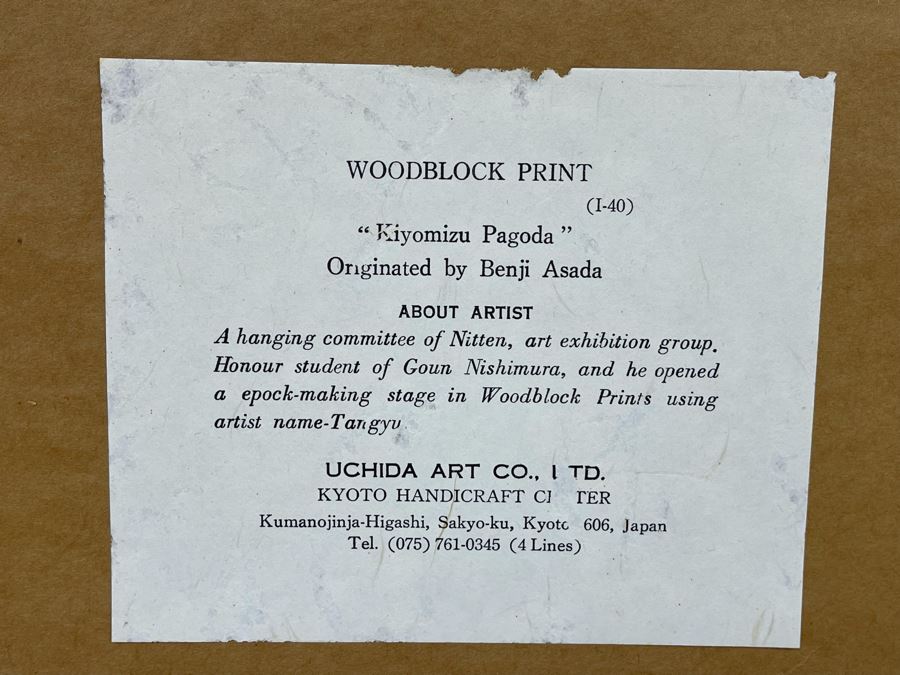 WOODBLOCK PRINT
(I-40)
“Kiyomizu Pagoda”
Originated by Benji Asada
ABOUT ARTIST
A hanging committee of Nitten, art exhibition group.
Honour student of Goun Nishimura, and he opened
a epock-making stage in Woodblock Prints using
artist name-Tangyu
UCHIDA ART CO., LTD.
KYOTO HANDICRAFT CENTER
Kumanojinja-Higashi, Sakyo-ku, Kyoto 606, Japan
Tel. (075) 761-0345 (4 Lines)